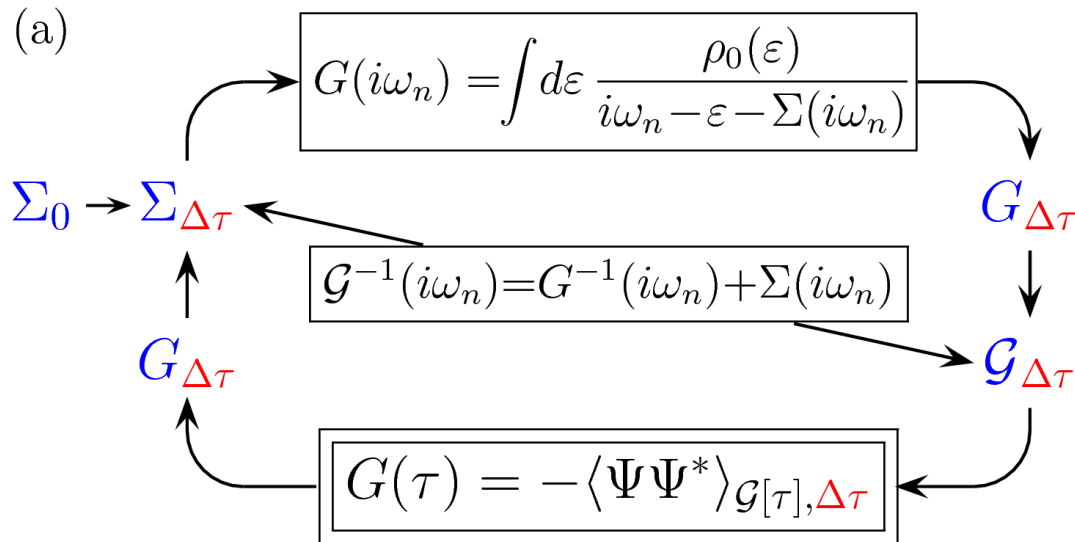 (a)
G(iω_n) = ∫ dε ρ_0(ε) / (iω_n − ε − Σ(iω_n))
Σ_0 Σ_Δτ G_Δτ
𝒢^{-1}(iω_n)=G^{-1}(iω_n)+Σ(iω_n)
G_Δτ 𝒢_Δτ
G(τ) = −⟨ΨΨ*⟩_{𝒢[τ],Δτ}